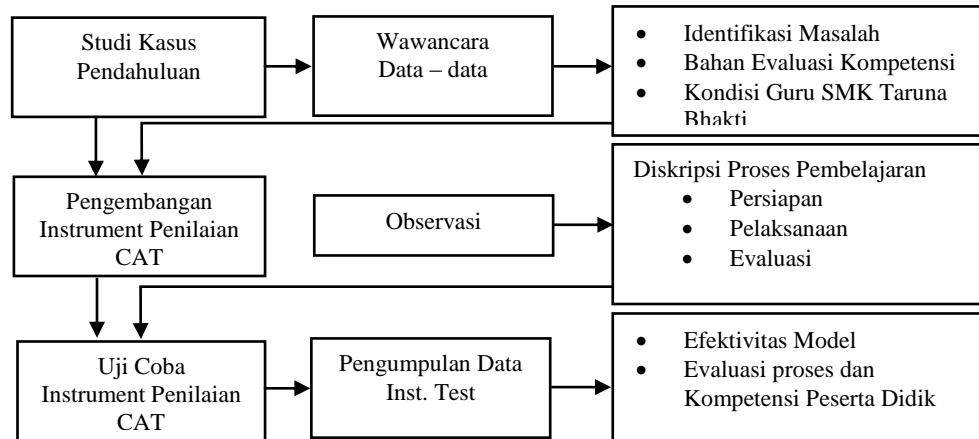 Studi Kasus
Pendahuluan
Wawancara
Data – data
• Identifikasi Masalah
• Bahan Evaluasi Kompetensi
• Kondisi Guru SMK Taruna
Bhakti
Pengembangan
Instrument Penilaian
CAT
Observasi
Diskripsi Proses Pembelajaran
• Persiapan
• Pelaksanaan
• Evaluasi
Uji Coba
Instrument Penilaian
CAT
Pengumpulan Data
Inst. Test
• Efektivitas Model
• Evaluasi proses dan
Kompetensi Peserta Didik